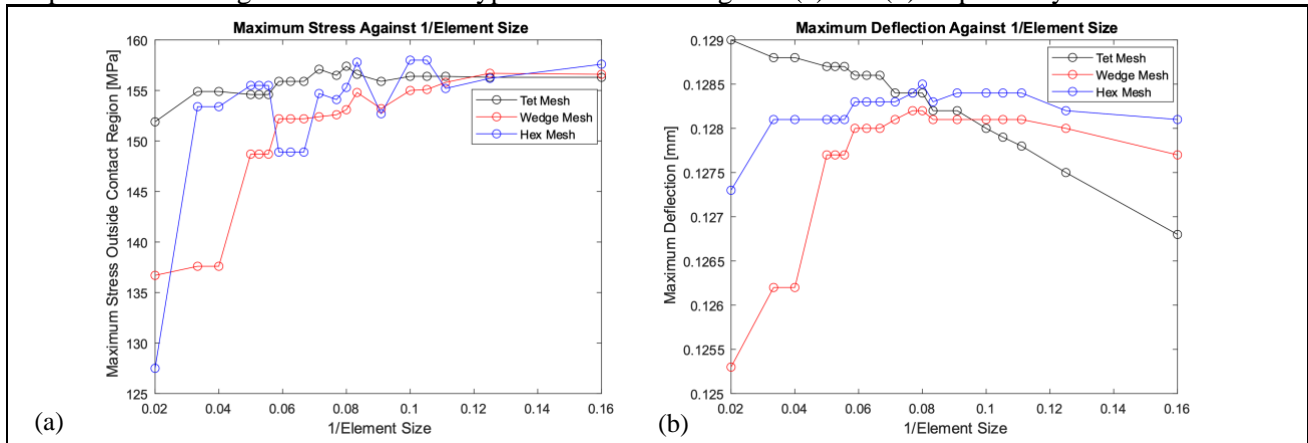 Maximum Stress Against 1/Element Size
Maximum Stress Outside Contact Region [MPa]
160
155
150
145
140
135
130
125
0.02
0.04
0.06
0.08
0.1
0.12
0.14
0.16
1/Element Size
Tet Mesh
Wedge Mesh
Hex Mesh
(a)
Maximum Deflection Against 1/Element Size
Maximum Deflection [mm]
0.129
0.1285
0.128
0.1275
0.127
0.1265
0.126
0.1255
0.125
0.02
0.04
0.06
0.08
0.1
0.12
0.14
0.16
1/Element Size
Tet Mesh
Wedge Mesh
Hex Mesh
(b)